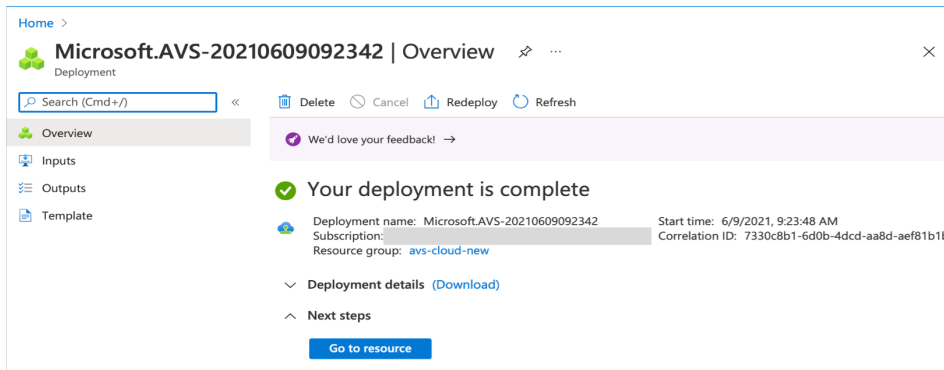 Home >
Microsoft.AVS-20210609092342 | Overview ...
Deployment
Search (Cmd+/) «
Delete Cancel Redeploy Refresh
Overview
We'd love your feedback! →
Inputs
Outputs
Your deployment is complete
Template
Deployment name: Microsoft.AVS-20210609092342 Start time: 6/9/2021, 9:23:48 AM
Subscription: Correlation ID: 7330c8b1-6d0b-4dcd-aa8d-aef81b1b
Resource group: avs-cloud-new
Deployment details (Download)
Next steps
Go to resource